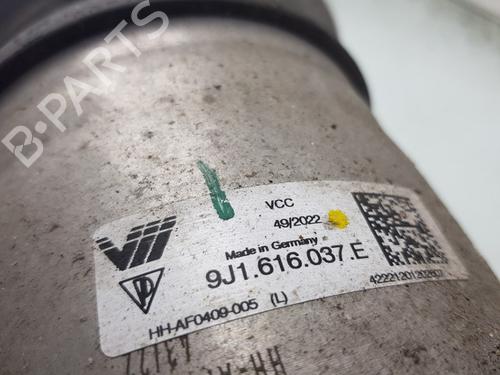 B-PARTS
VCC
49/2022
Made in Germany
9J1.616.037.E
HH-AF0409-005 (L)